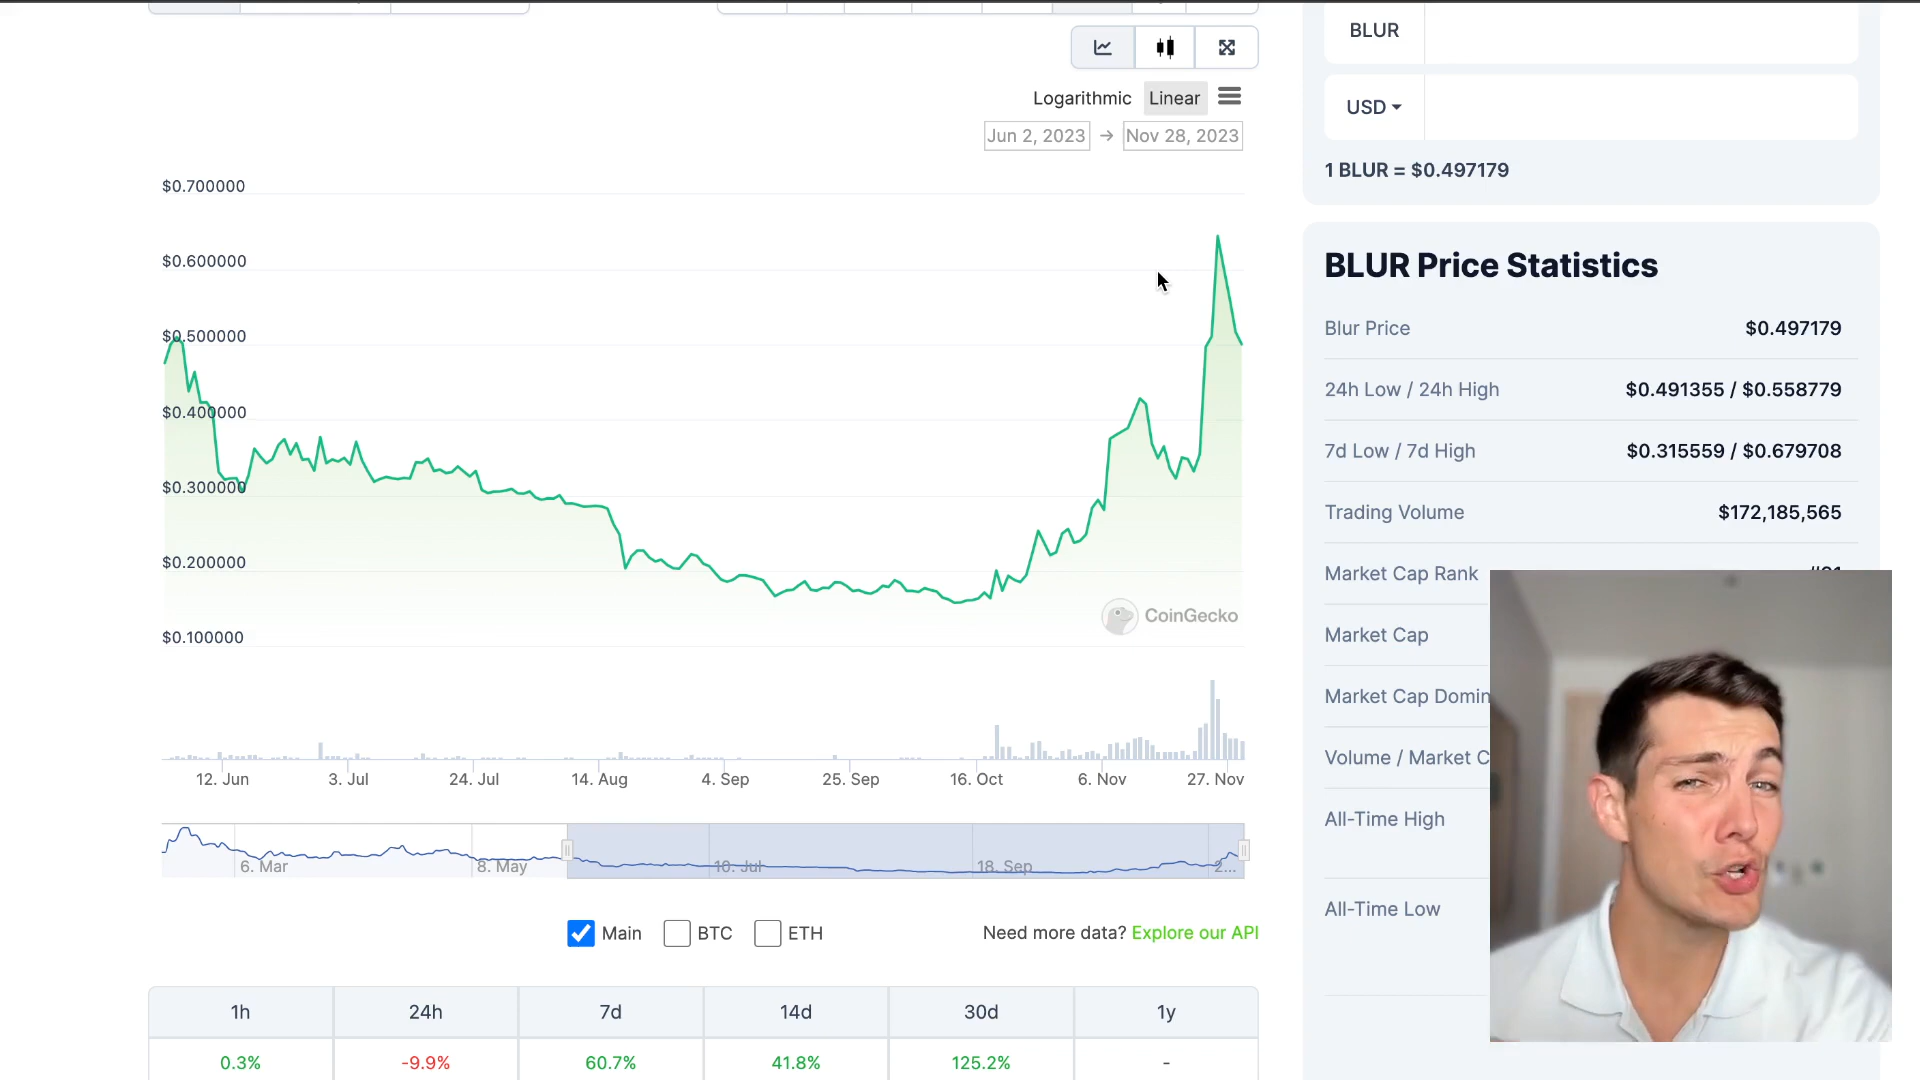 BLUR
USD
1 BLUR = $0.497179
Logarithmic Linear
Jun 2, 2023 → Nov 28, 2023
$0.700000
$0.600000
$0.500000
$0.400000
$0.300000
$0.200000
$0.100000
CoinGecko
12. Jun 3. Jul 24. Jul 14. Aug 4. Sep 25. Sep 16. Oct 6. Nov 27. Nov
6. Mar 8. May 10. Jul 18. Sep 2...
Main BTC ETH
Need more data? Explore our API
1h 24h 7d 14d 30d 1y
0.3% -9.9% 60.7% 41.8% 125.2% -
BLUR Price Statistics
Blur Price $0.497179
24h Low / 24h High $0.491355 / $0.558779
7d Low / 7d High $0.315559 / $0.679708
Trading Volume $172,185,565
Market Cap Rank
Market Cap
Market Cap Domin
Volume / Market C
All-Time High
All-Time Low